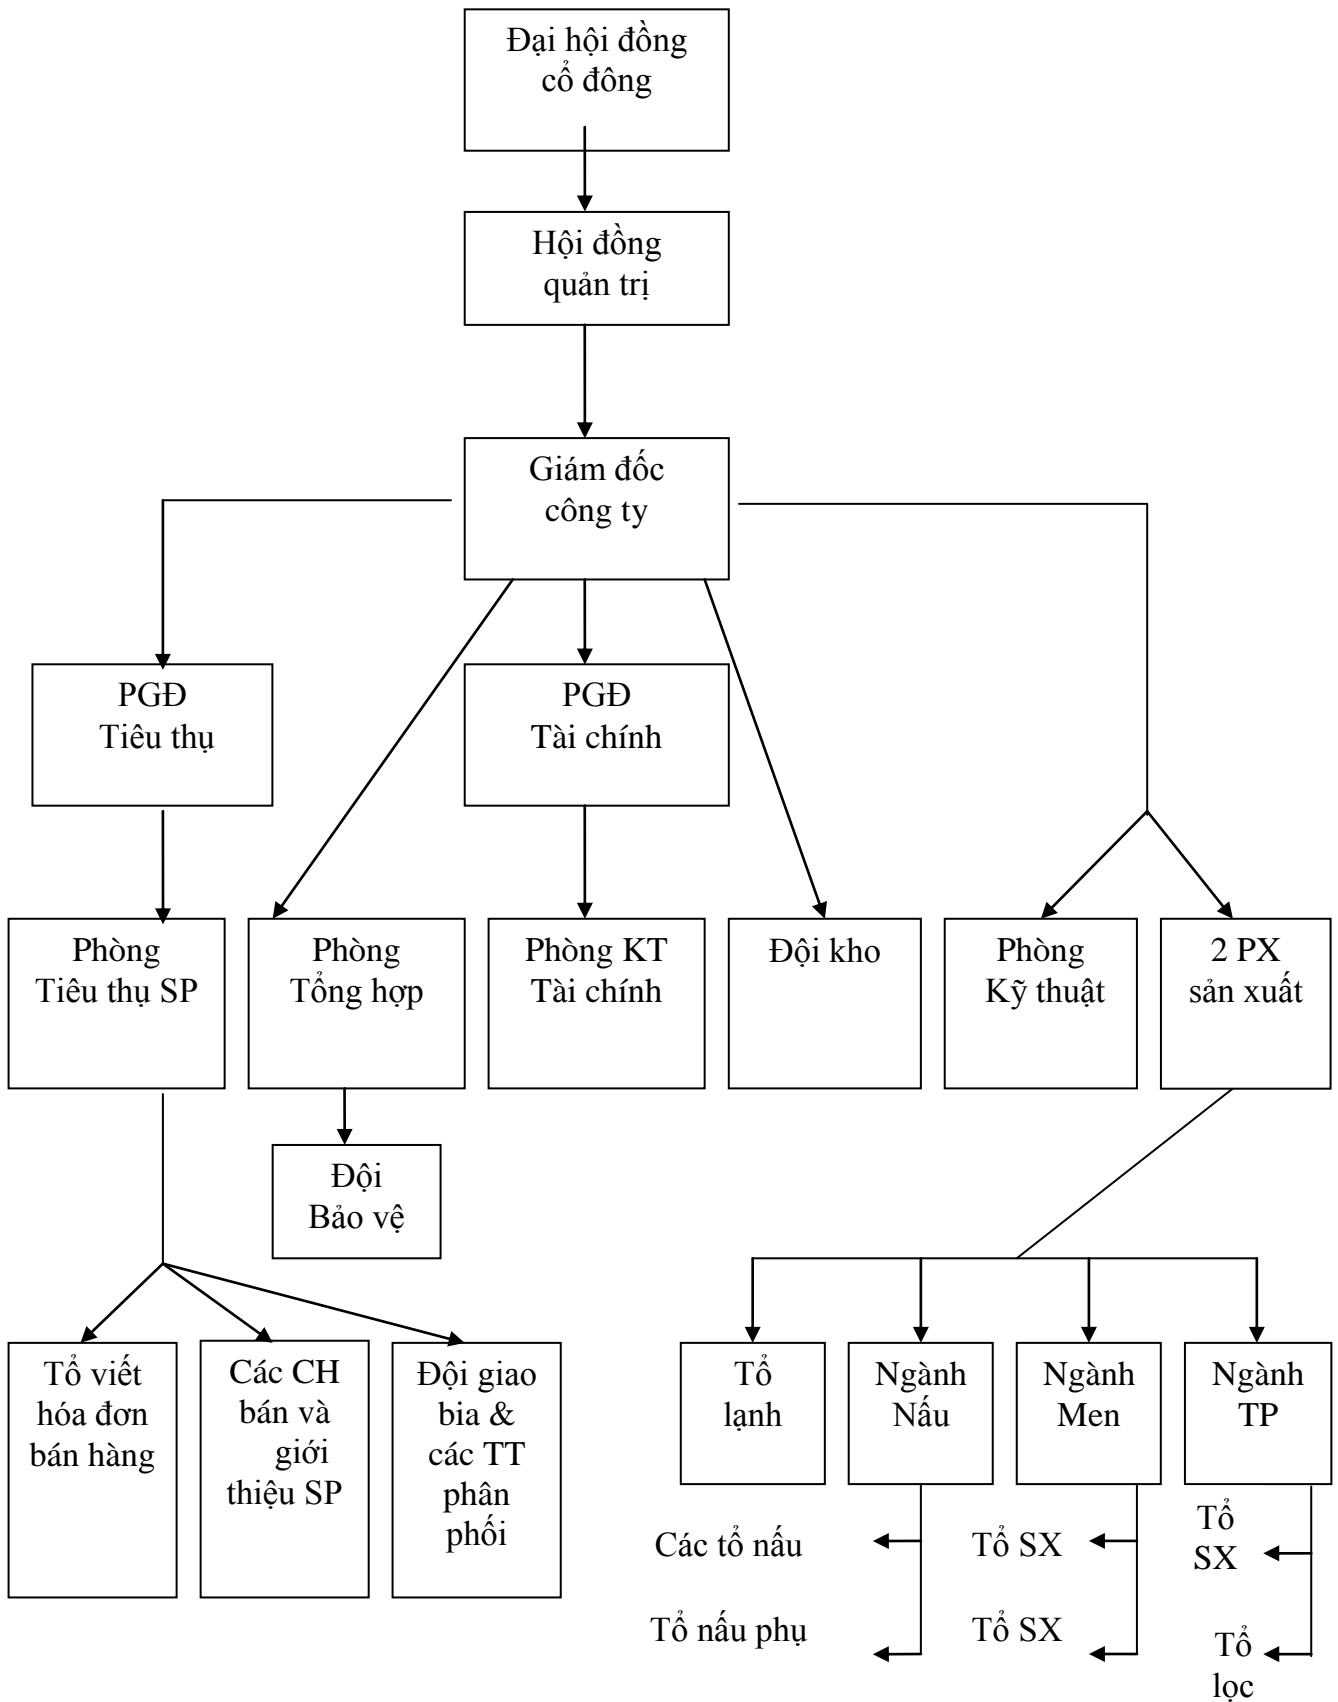 Đại hội đồng
cổ đông
Hội đồng
quản trị
Giám đốc
công ty
PGĐ
Tiêu thụ
PGĐ
Tài chính
Phòng
Tiêu thụ SP
Phòng
Tổng hợp
Phòng KT
Tài chính
Đội kho
Phòng
Kỹ thuật
2 PX
sản xuất
Đội
Bảo vệ
Tổ viết
hóa đơn
bán hàng
Các CH
bán và
giới
thiệu SP
Đội giao
bia &
các TT
phân
phối
Tổ
lạnh
Ngành
Nấu
Ngành
Men
Ngành
TP
Các tổ nấu
Tổ nấu phụ
Tổ SX
Tổ SX
Tổ
SX
Tổ
lọc